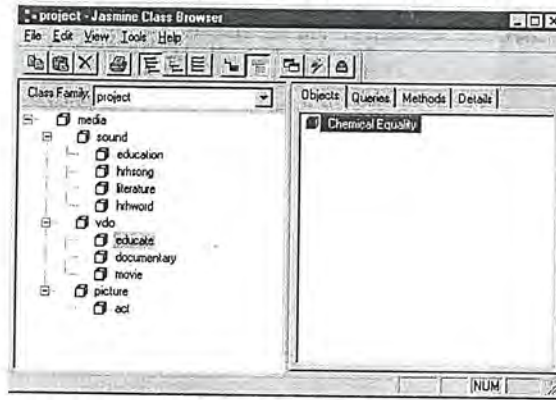 project - Jasmine Class Browser
File Edit View Tools Help
Class Family: project
media
sound
education
hrhsong
literature
hrhword
vdo
educate
documentary
movie
picture
act
Objects Queries Methods Details
Chemical Equality
NUM